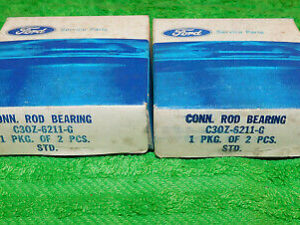 Ford Service Parts
Ford Service Parts
ONN. ROD BEARING
C3OZ-6211-G
1 PKG. OF 2 PCS.
STD.
CONN. ROD BEARING
C3OZ-6211-G
1 PKG. OF 2 PCS.
STD.